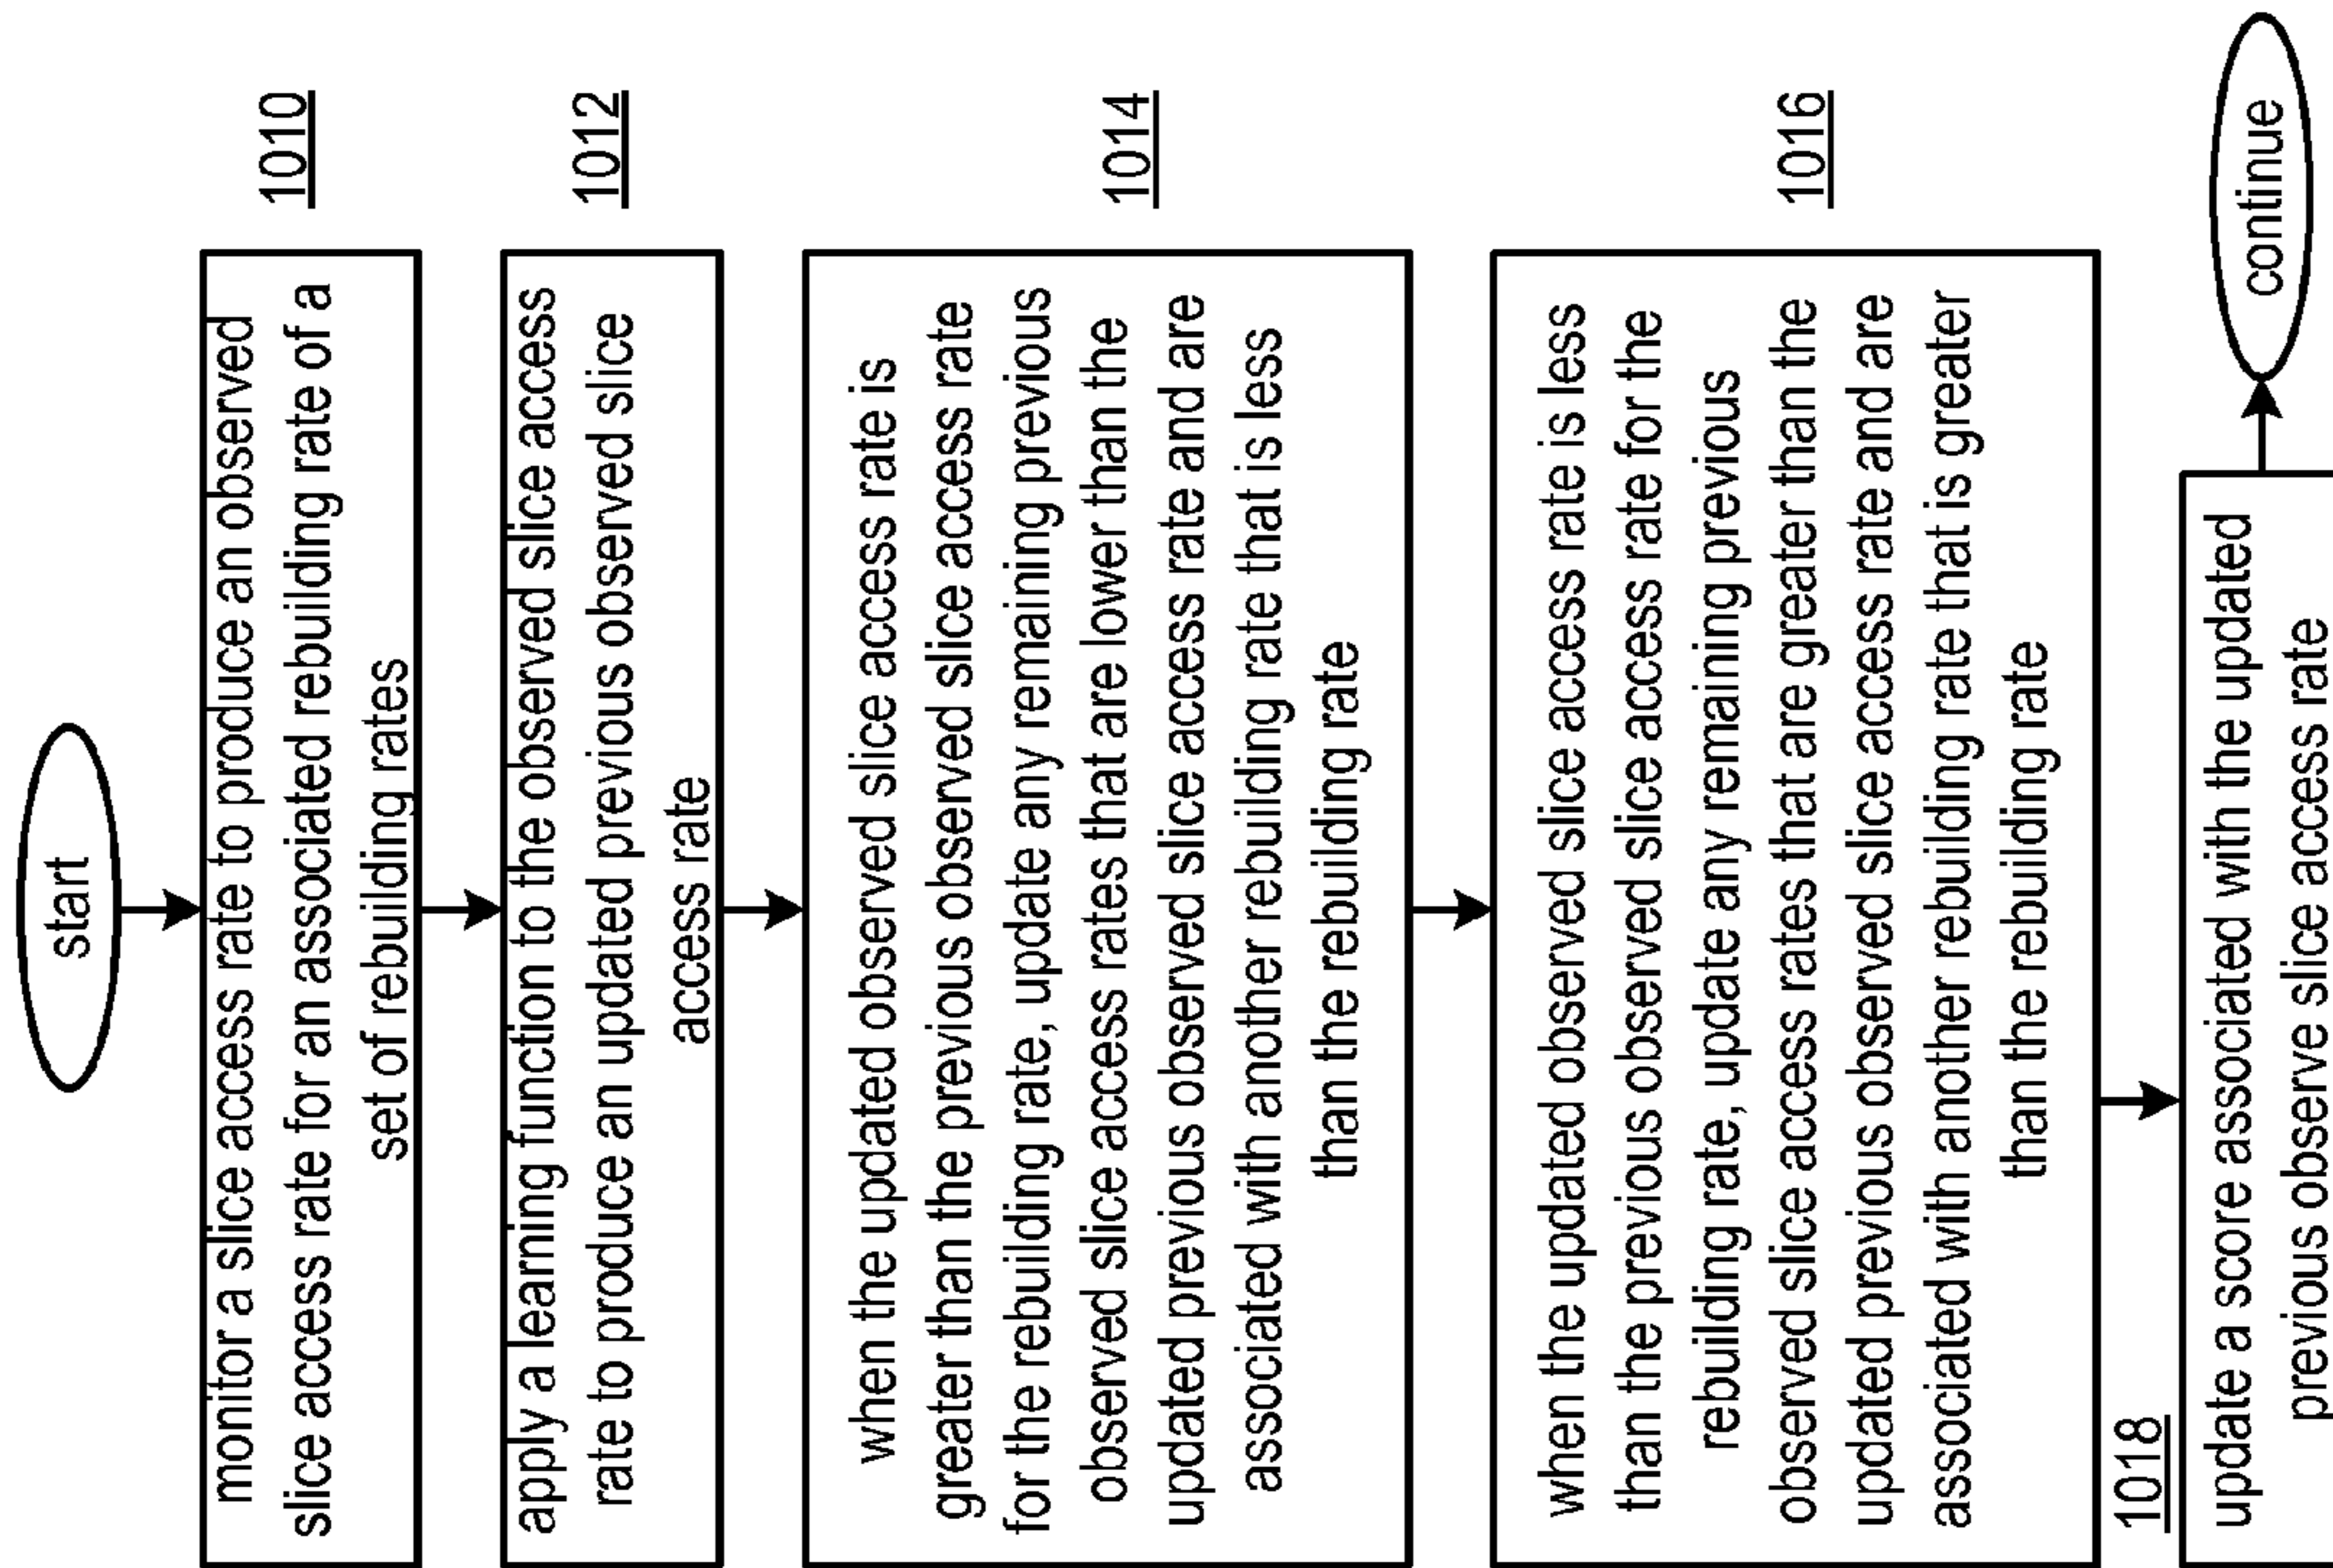 start
1010
monitor a slice access rate to produce an observed
slice access rate for an associated rebuilding rate of a
set of rebuilding rates
1012
apply a learning function to the observed slice access
rate to produce an updated previous observed slice
access rate
1014
when the updated observed slice access rate is
greater than the previous observed slice access rate
for the rebuilding rate, update any remaining previous
observed slice access rates that are lower than the
updated previous observed slice access rate and are
associated with another rebuilding rate that is less
than the rebuilding rate
1016
when the updated observed slice access rate is less
than the previous observed slice access rate for the
rebuilding rate, update any remaining previous
observed slice access rates that are greater than the
updated previous observed slice access rate and are
associated with another rebuilding rate that is greater
than the rebuilding rate
1018
update a score associated with the updated
previous observe slice access rate
continue